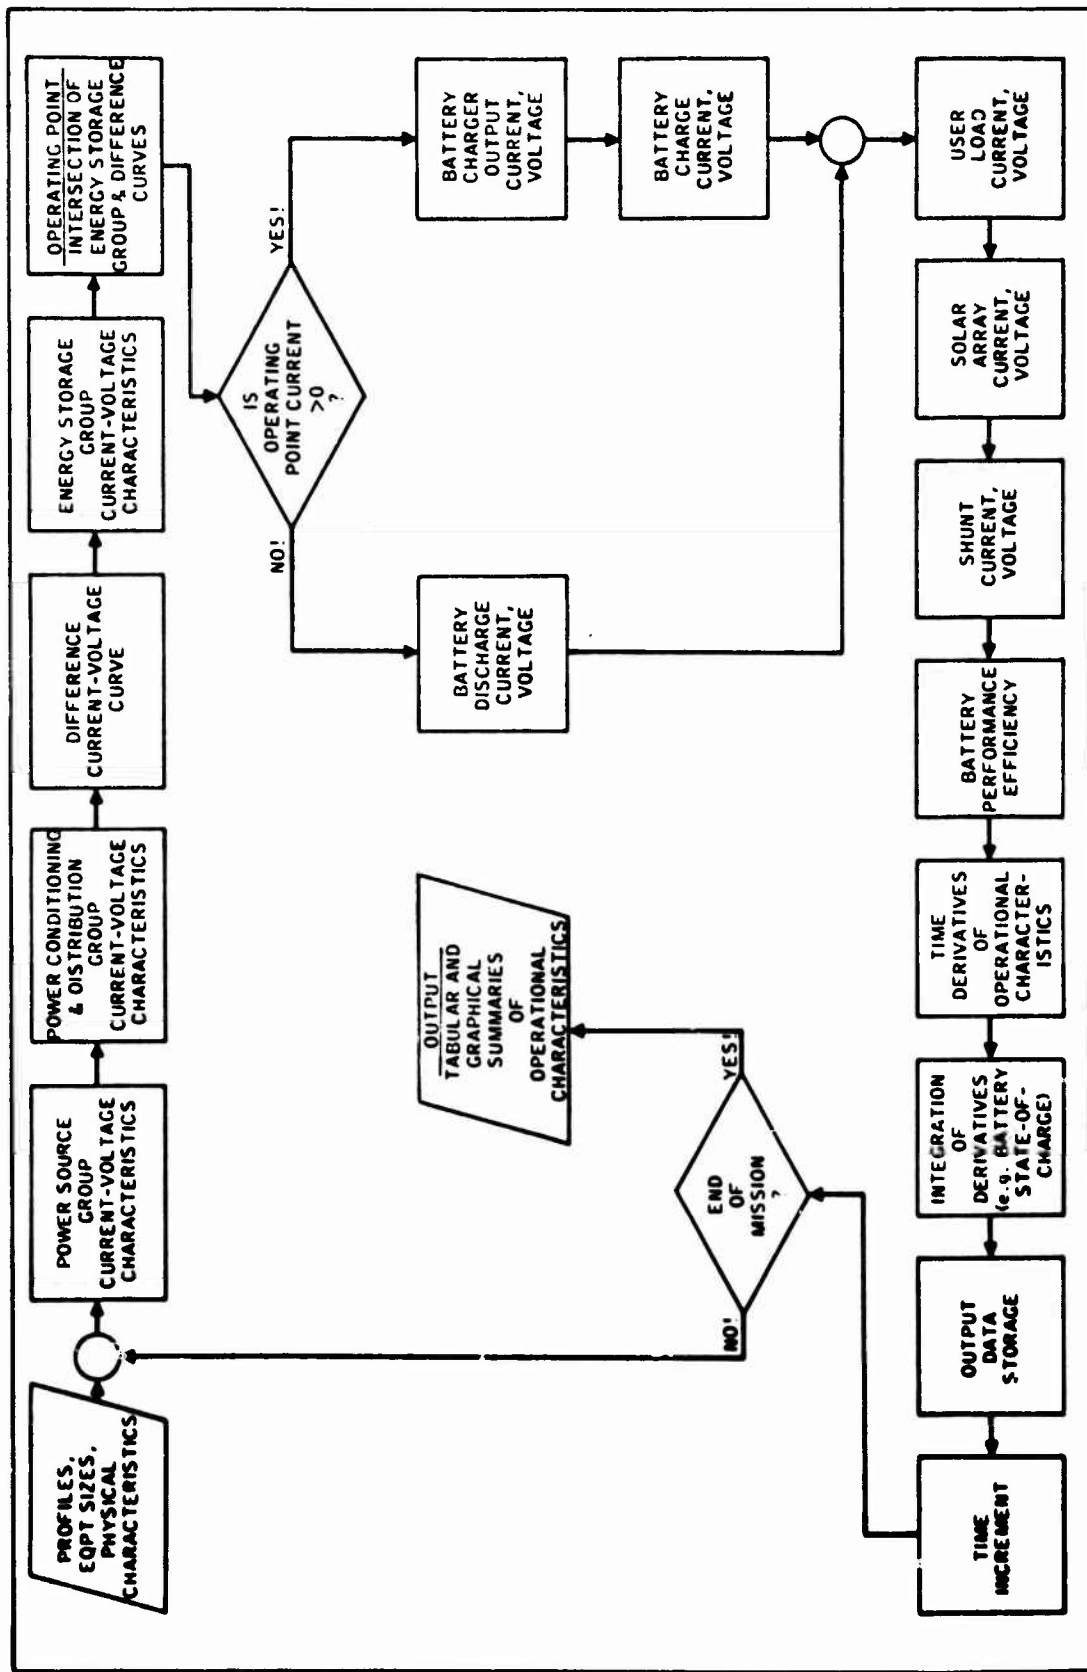 PROFILES,
EQPT SIZES,
PHYSICAL
CHARACTERISTICS
POWER SOURCE
GROUP
CURRENT-VOLTAGE
CHARACTERISTICS
POWER CONDITIONING
& DISTRIBUTION
GROUP
CURRENT-VOLTAGE
CHARACTERISTICS
DIFFERENCE
CURRENT-VOLTAGE
CURVE
ENERGY STORAGE
GROUP
CURRENT-VOLTAGE
CHARACTERISTICS
OPERATING POINT
INTERSECTION OF
ENERGY STORAGE
GROUP & DIFFERENCE
CURVES
IS
OPERATING
POINT CURRENT
>0
?
NO!
YES!
BATTERY
DISCHARGE
CURRENT,
VOLTAGE
BATTERY
CHARGER
OUTPUT
CURRENT,
VOLTAGE
BATTERY
CHARGE
CURRENT,
VOLTAGE
USER
LOAD
CURRENT,
VOLTAGE
SOLAR
ARRAY
CURRENT,
VOLTAGE
SHUNT
CURRENT,
VOLTAGE
BATTERY
PERFORMANCE
EFFICIENCY
TIME
DERIVATIVES
OF
OPERATIONAL
CHARACTER-
ISTICS
INTEGRATION
OF
DERIVATIVES
(e.g. BATTERY
STATE-OF-
CHARGE)
OUTPUT
DATA
STORAGE
TIME
INCREMENT
END
OF
MISSION
?
NO!
YES!
OUTPUT
TABULAR AND
GRAPHICAL
SUMMARIES
OF
OPERATIONAL
CHARACTERISTICS